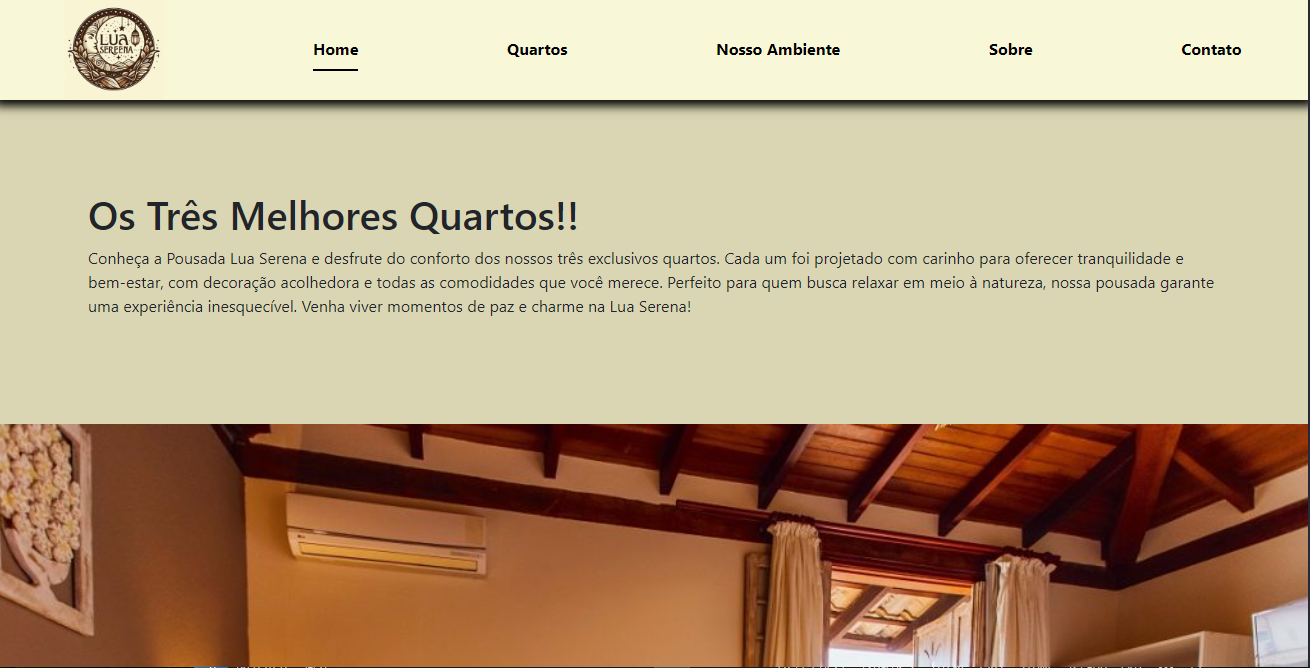 LUA
SEREENA
Home
Quartos
Nosso Ambiente
Sobre
Contato
Os Três Melhores Quartos!!
Conheça a Pousada Lua Serena e desfrute do conforto dos nossos três exclusivos quartos. Cada um foi projetado com carinho para oferecer tranquilidade e
bem-estar, com decoração acolhedora e todas as comodidades que você merece. Perfeito para quem busca relaxar em meio à natureza, nossa pousada garante
uma experiência inesquecível. Venha viver momentos de paz e charme na Lua Serena!